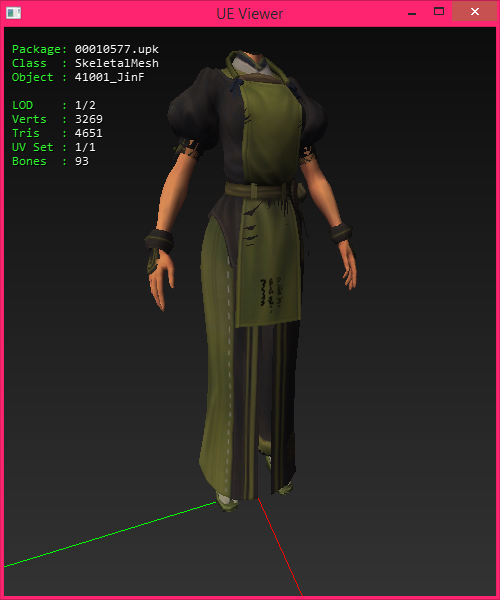 UE Viewer
Package: 00010577.upk
Class : SkeletalMesh
Object : 41001_JinF
LOD : 1/2
Verts : 3269
Tris : 4651
UV Set : 1/1
Bones : 93